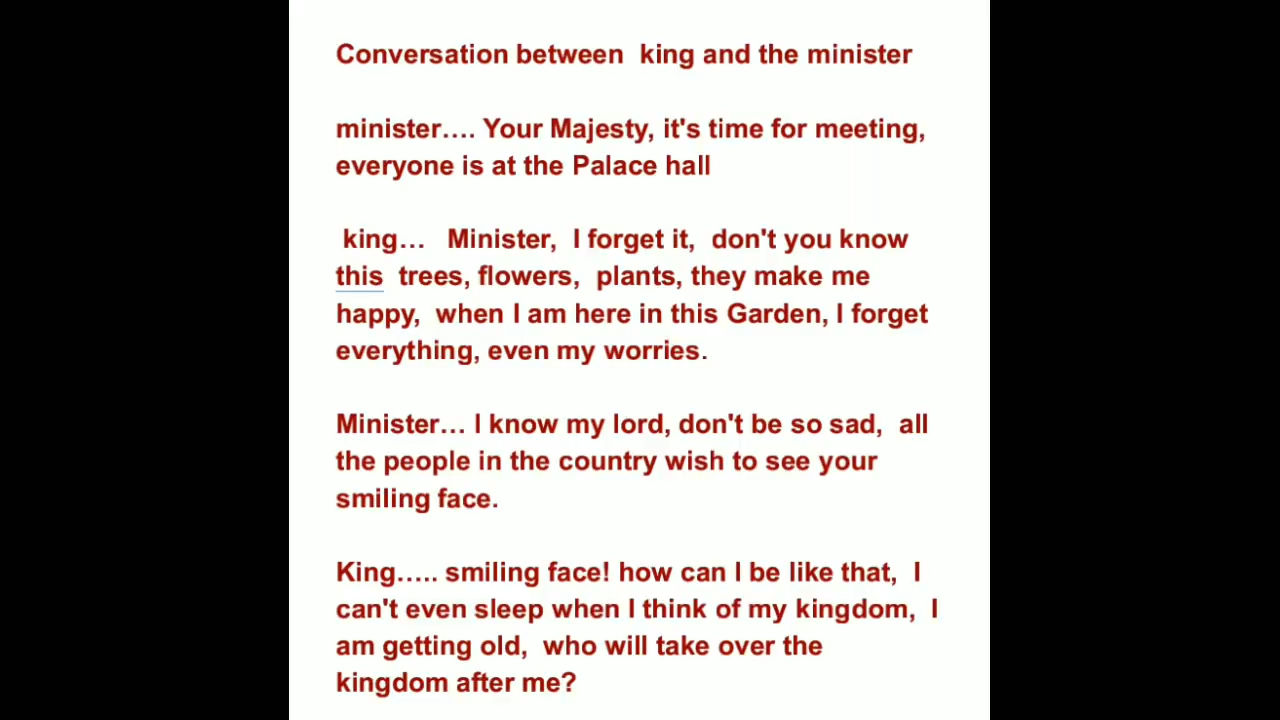 Conversation between  king and the minister
minister.... Your Majesty, it's time for meeting,
everyone is at the Palace hall
king...   Minister,  I forget it,  don't you know
this  trees, flowers,  plants, they make me
happy,  when I am here in this Garden, I forget
everything, even my worries.
Minister... I know my lord, don't be so sad,  all
the people in the country wish to see your
smiling face.
King..... smiling face! how can I be like that,  I
can't even sleep when I think of my kingdom,  I
am getting old,  who will take over the
kingdom after me?